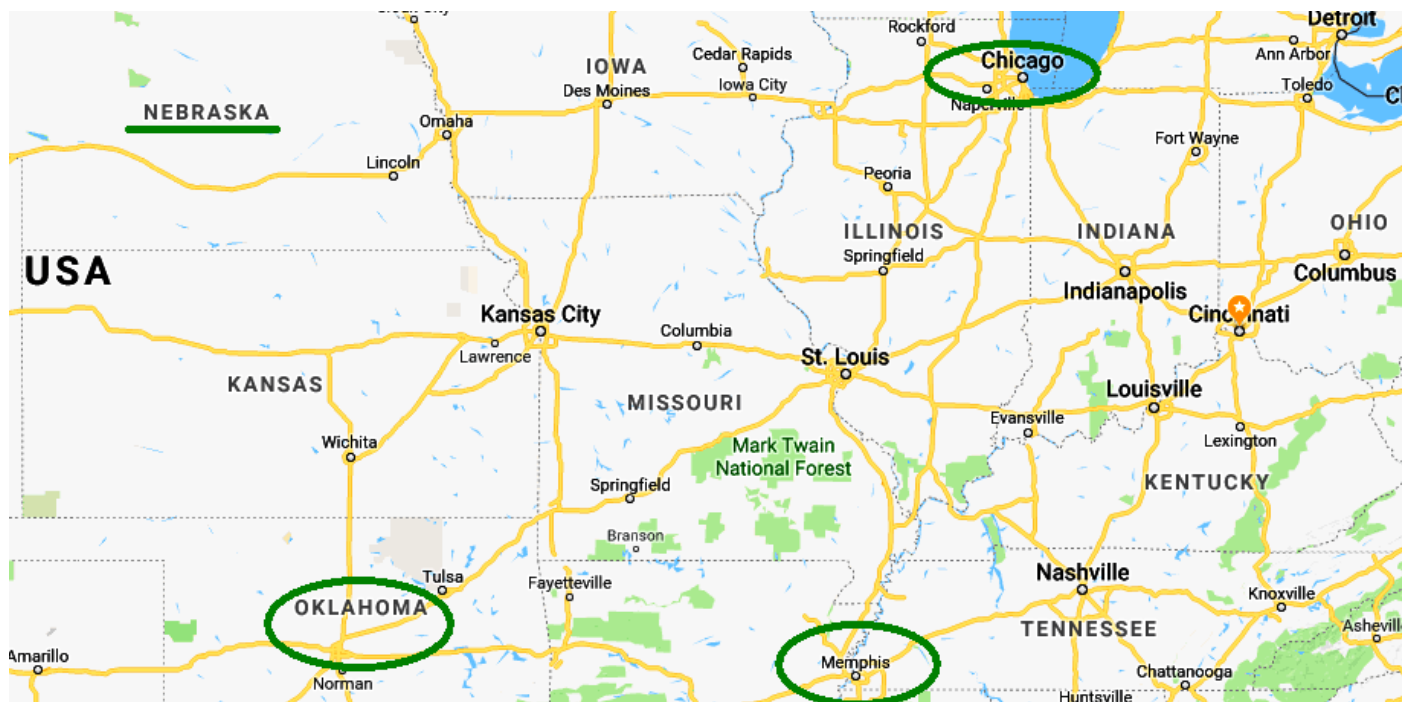 Rockford
Detroit
Chicago
Ann Arbor
Cedar Rapids
IOWA
Des Moines
Iowa City
Toledo
Naperville
NEBRASKA
Omaha
Fort Wayne
Lincoln
Peoria
ILLINOIS
INDIANA
OHIO
Springfield
USA
Columbus
Indianapolis
Kansas City
Cincinnati
Columbia
Lawrence
St. Louis
KANSAS
Louisville
MISSOURI
Evansville
Wichita
Lexington
Mark Twain
National Forest
KENTUCKY
Springfield
Branson
Tulsa
Fayetteville
Nashville
Knoxville
OKLAHOMA
TENNESSEE
Asheville
Amarillo
Memphis
Chattanooga
Norman
Huntsville